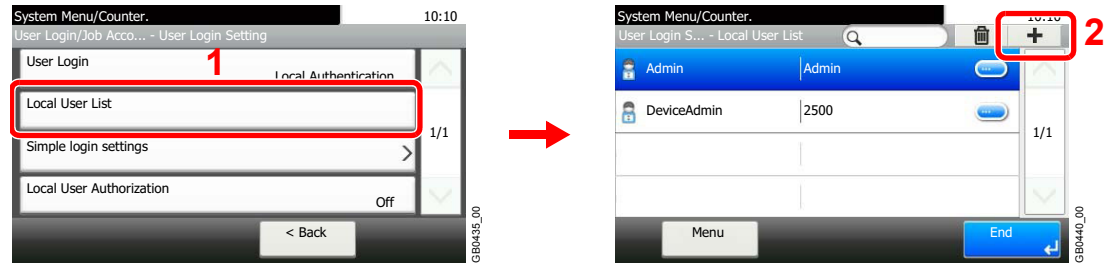 System Menu/Counter.
10:10
User Login/Job Acco... - User Login Setting
User Login
1
Local Authentication
Local User List
1/1
Simple login settings
Local User Authorization
Off
< Back
GB0435_00
System Menu/Counter.
10:10
User Login S... - Local User List
2
Admin
Admin
DeviceAdmin
2500
1/1
Menu
End
GB0440_00